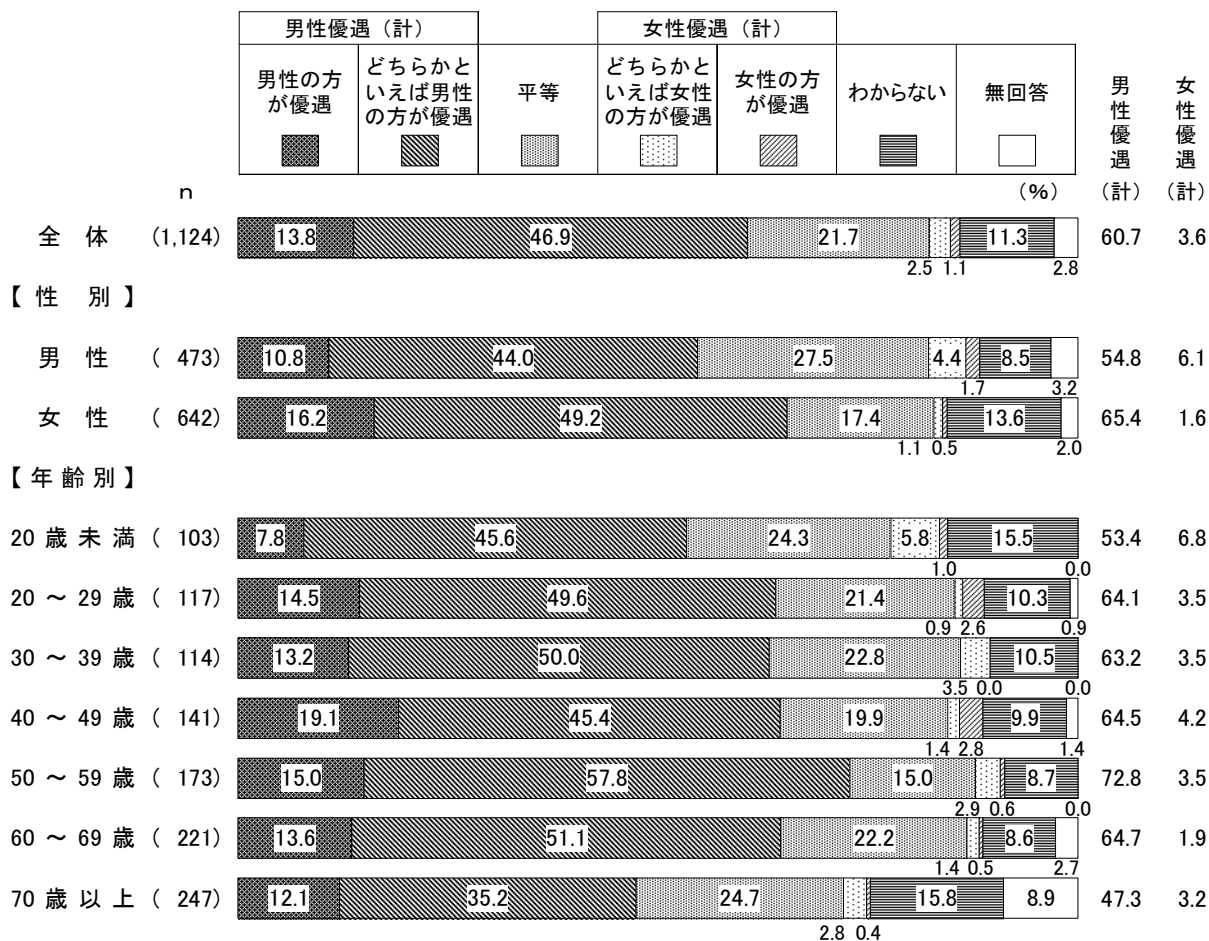 男性優遇（計） 女性優遇（計）
男性の方が優遇 どちらかといえば男性の方が優遇 平等 どちらかといえば女性の方が優遇 女性の方が優遇 わからない 無回答 男性優遇（計） 女性優遇（計）
ｎ （％）
全 体 (1,124) 13.8 46.9 21.7 2.5 1.1 11.3 2.8 60.7 3.6
【 性 別 】
男 性 ( 473) 10.8 44.0 27.5 4.4 1.7 8.5 3.2 54.8 6.1
女 性 ( 642) 16.2 49.2 17.4 1.1 0.5 13.6 2.0 65.4 1.6
【 年 齢 別 】
20 歳 未 満 ( 103) 7.8 45.6 24.3 5.8 1.0 15.5 0.0 53.4 6.8
20 ～ 29 歳 ( 117) 14.5 49.6 21.4 0.9 2.6 10.3 0.9 64.1 3.5
30 ～ 39 歳 ( 114) 13.2 50.0 22.8 3.5 0.0 10.5 0.0 63.2 3.5
40 ～ 49 歳 ( 141) 19.1 45.4 19.9 1.4 2.8 9.9 1.4 64.5 4.2
50 ～ 59 歳 ( 173) 15.0 57.8 15.0 2.9 0.6 8.7 0.0 72.8 3.5
60 ～ 69 歳 ( 221) 13.6 51.1 22.2 1.4 0.5 8.6 2.7 64.7 1.9
70 歳 以 上 ( 247) 12.1 35.2 24.7 2.8 0.4 15.8 8.9 47.3 3.2